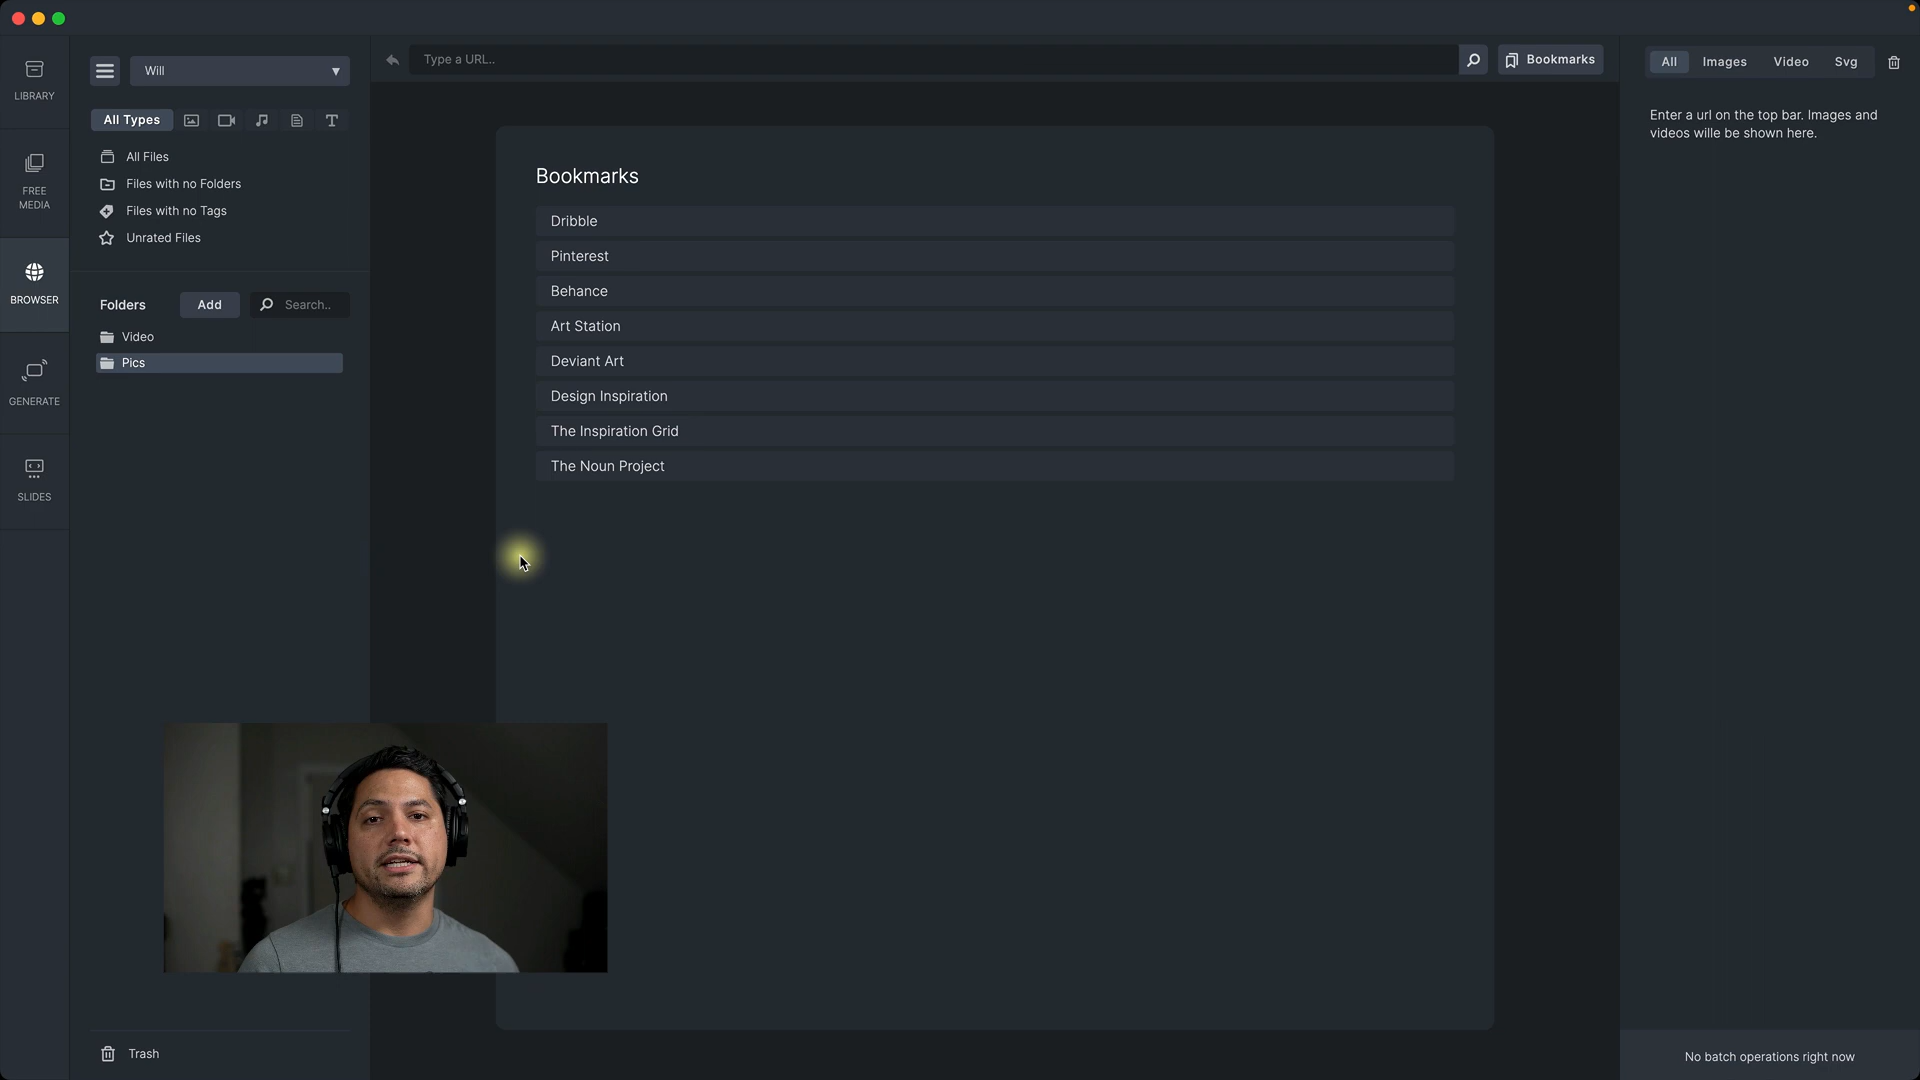 LIBRARY
FREE
MEDIA
BROWSER
GENERATE
SLIDES
Will
All Types
All Files
Files with no Folders
Files with no Tags
Unrated Files
Folders
Add
Search..
Video
Pics
Trash
Type a URL..
Bookmarks
Bookmarks
Dribble
Pinterest
Behance
Art Station
Deviant Art
Design Inspiration
The Inspiration Grid
The Noun Project
All
Images
Video
Svg
Enter a url on the top bar. Images and
videos wille be shown here.
No batch operations right now